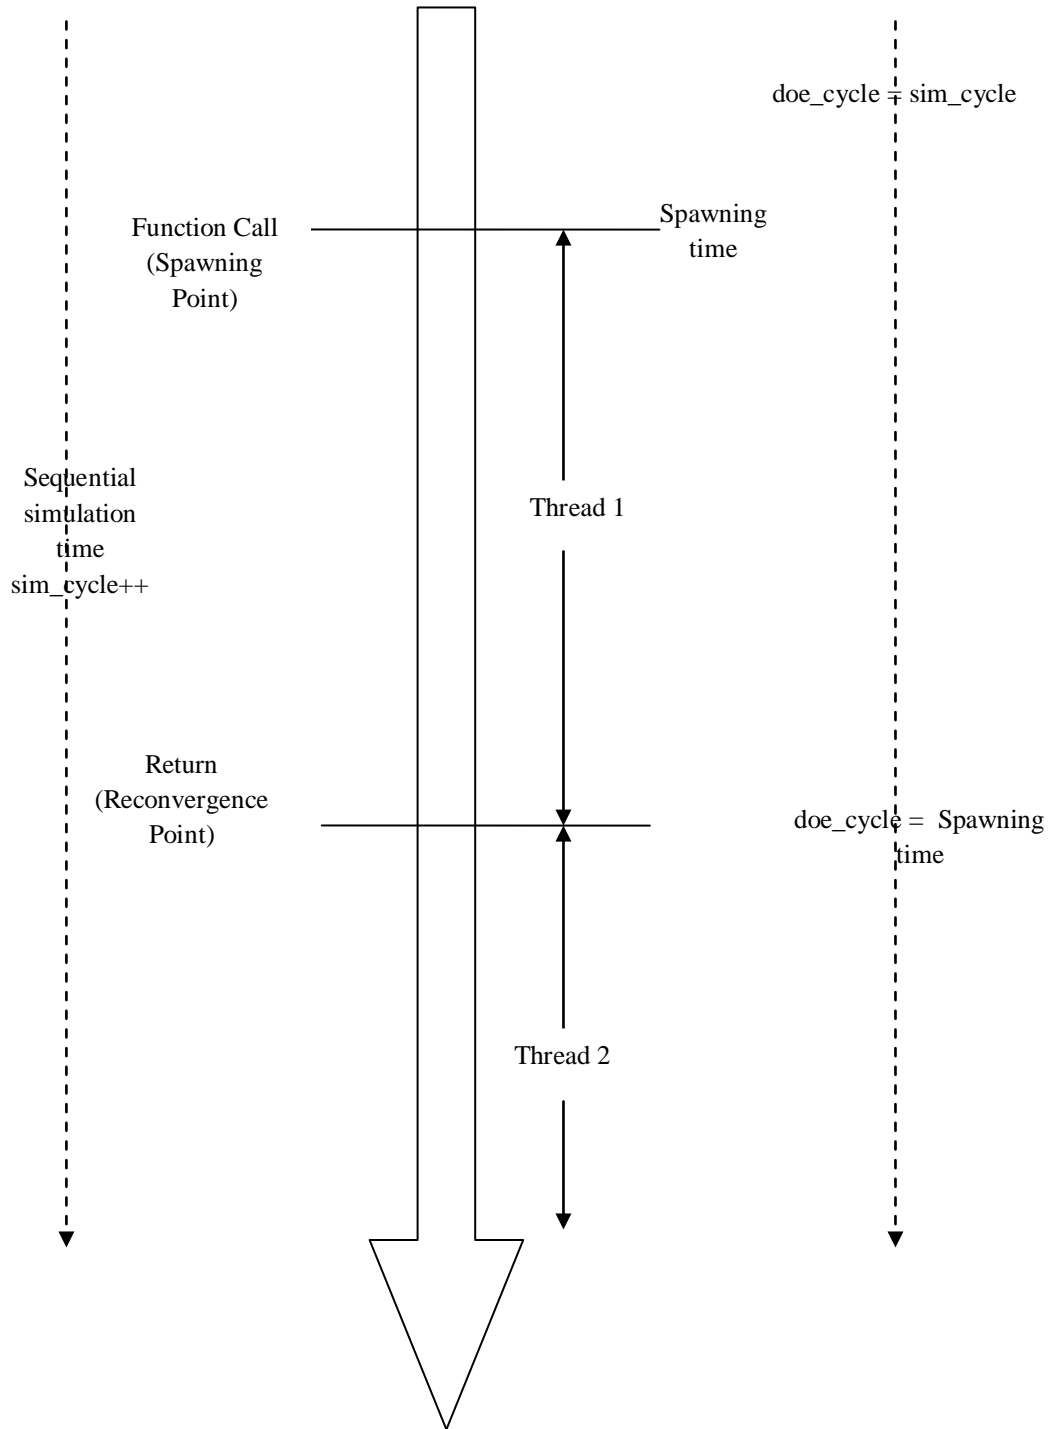 doe_cycle = sim_cycle
Function Call
(Spawning
Point)
Spawning
time
Sequential
simulation
time
sim_cycle++
Thread 1
Return
(Reconvergence
Point)
doe_cycle =  Spawning
time
Thread 2